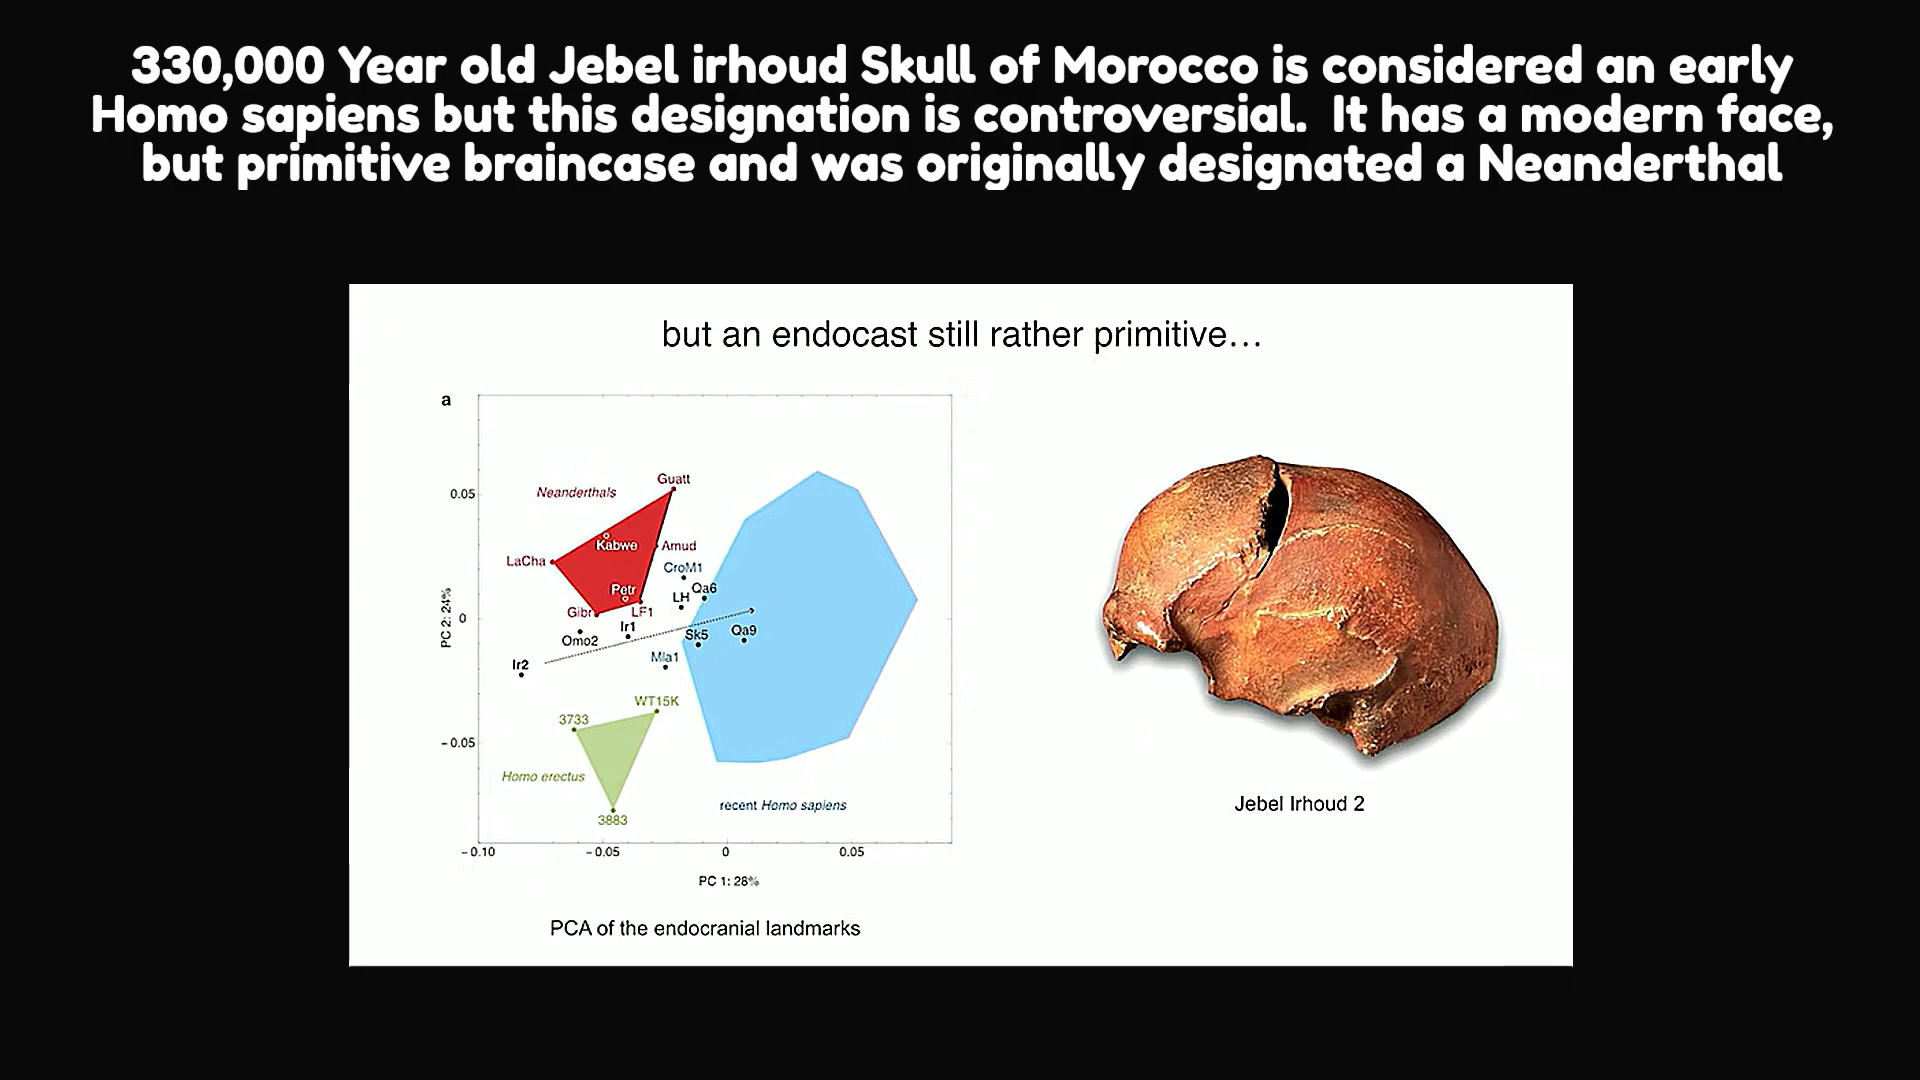 330,000 Year old Jebel irhoud Skull of Morocco is considered an early
Homo sapiens but this designation is controversial.  It has a modern face,
but primitive braincase and was originally designated a Neanderthal
but an endocast still rather primitive…
a
Guatt
Neanderthals
0.05
Kabwe
Amud
LaCha
CroM1
Petr
Qa6
LH
Gibr
LF1
0
Ir1
Qa9
Sk5
Omo2
Mla1
Ir2
PC 2: 24%
WT15K
3733
-0.05
Homo erectus
recent Homo sapiens
3883
-0.10
-0.05
0
0.05
PC 1: 28%
PCA of the endocranial landmarks
Jebel Irhoud 2